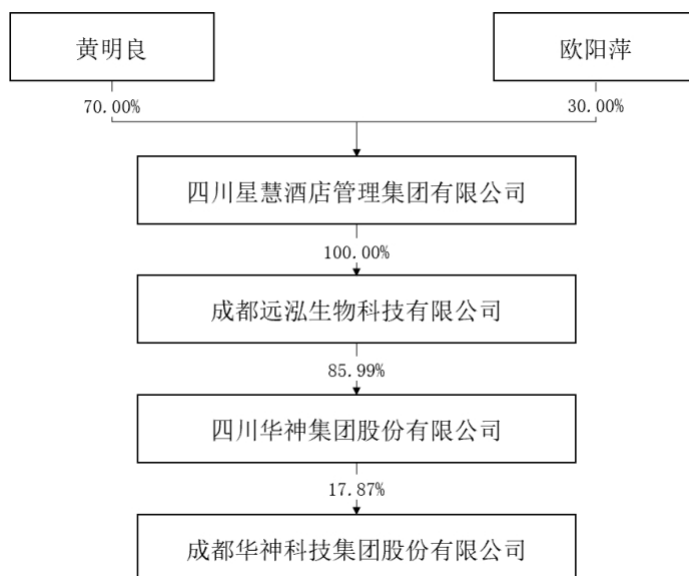 黄明良
欧阳萍
70.00%
30.00%
四川星慧酒店管理集团有限公司
100.00%
成都远泓生物科技有限公司
85.99%
四川华神集团股份有限公司
17.87%
成都华神科技集团股份有限公司